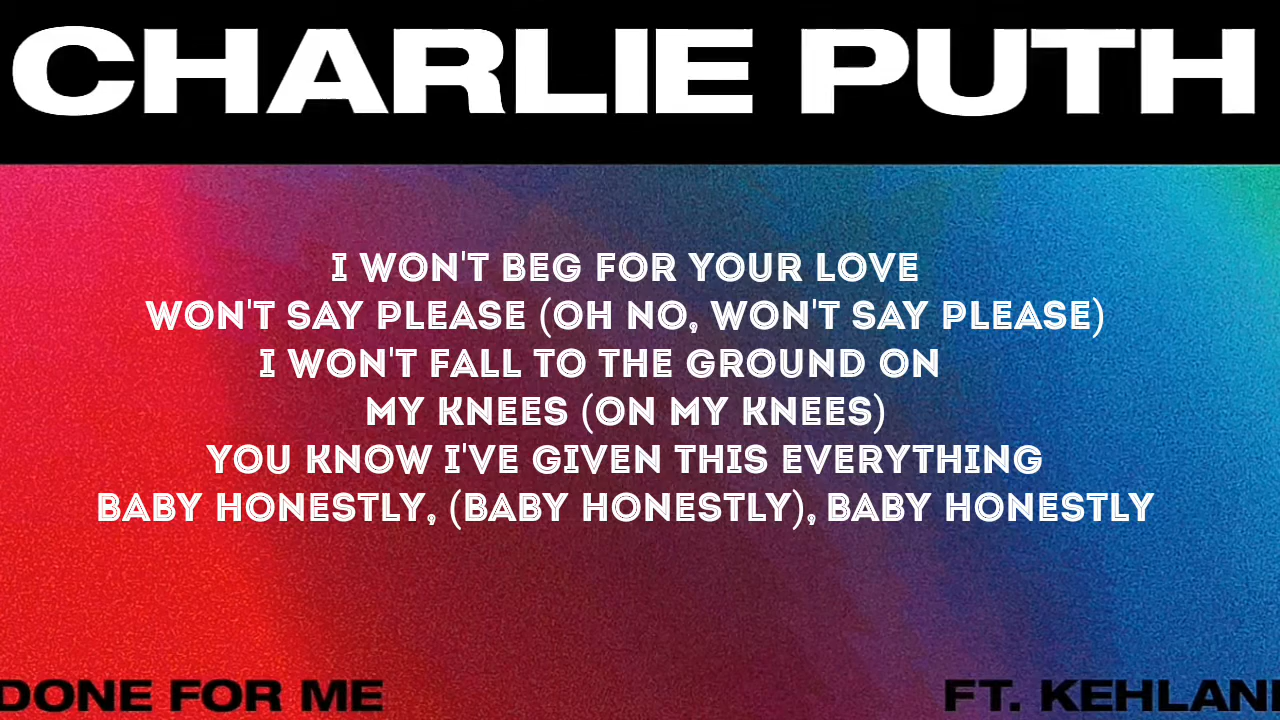 CHARLIE PUTH
I WON'T BEG FOR YOUR LOVE
WON'T SAY PLEASE (OH NO, WON'T SAY PLEASE)
I WON'T FALL TO THE GROUND ON
MY KNEES (ON MY KNEES)
YOU KNOW I'VE GIVEN THIS EVERYTHING
BABY HONESTLY, (BABY HONESTLY), BABY HONESTLY
DONE FOR ME
FT. KEHLANI